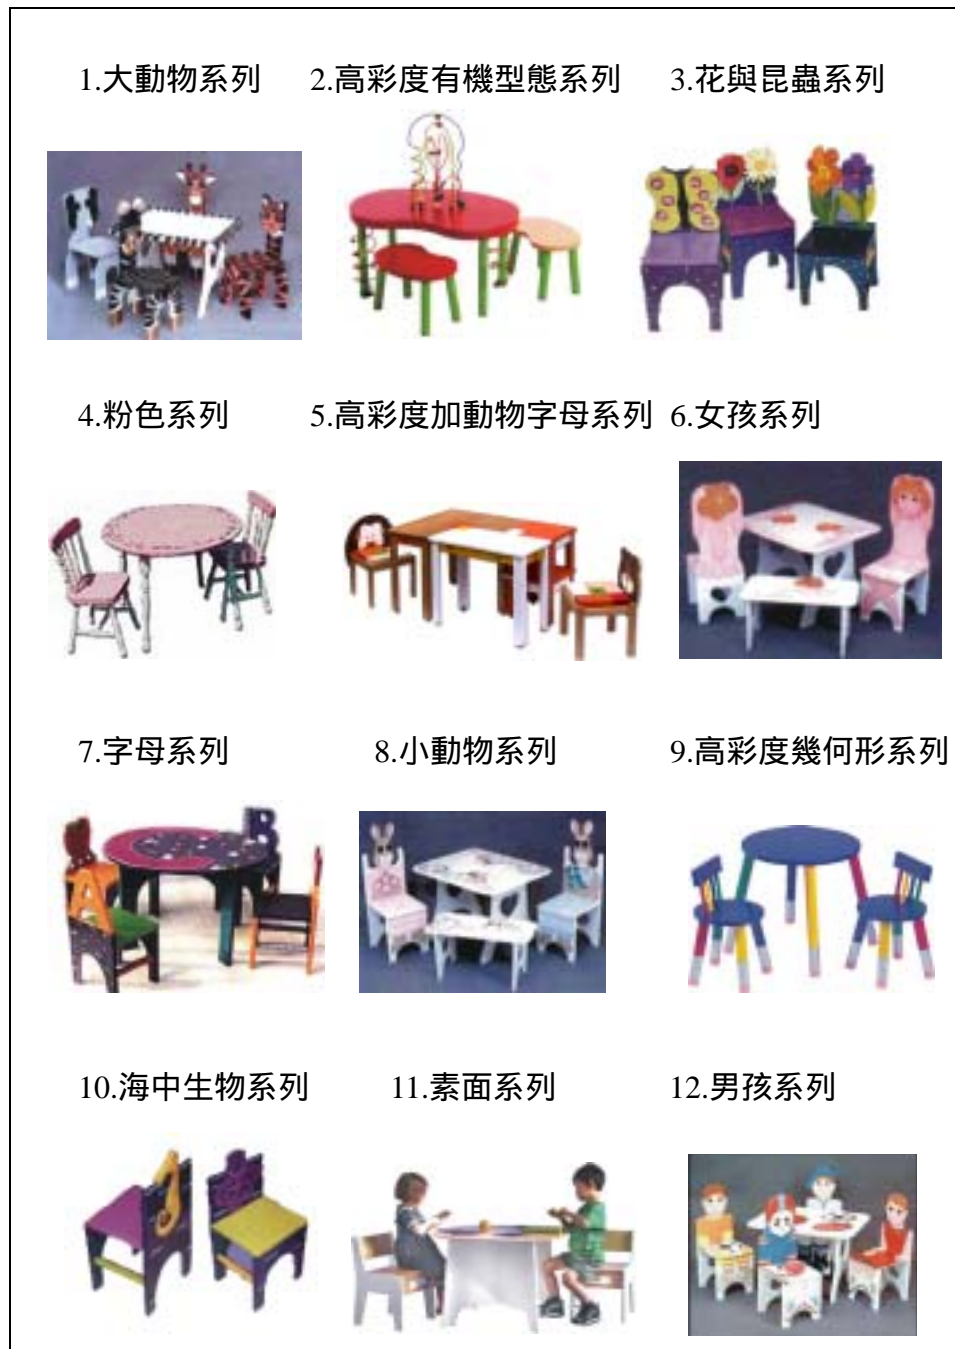 1.大動物系列 2.高彩度有機型態系列 3.花與昆蟲系列
4.粉色系列 5.高彩度加動物字母系列 6.女孩系列
7.字母系列 8.小動物系列 9.高彩度幾何形系列
A B
10.海中生物系列 11.素面系列 12.男孩系列